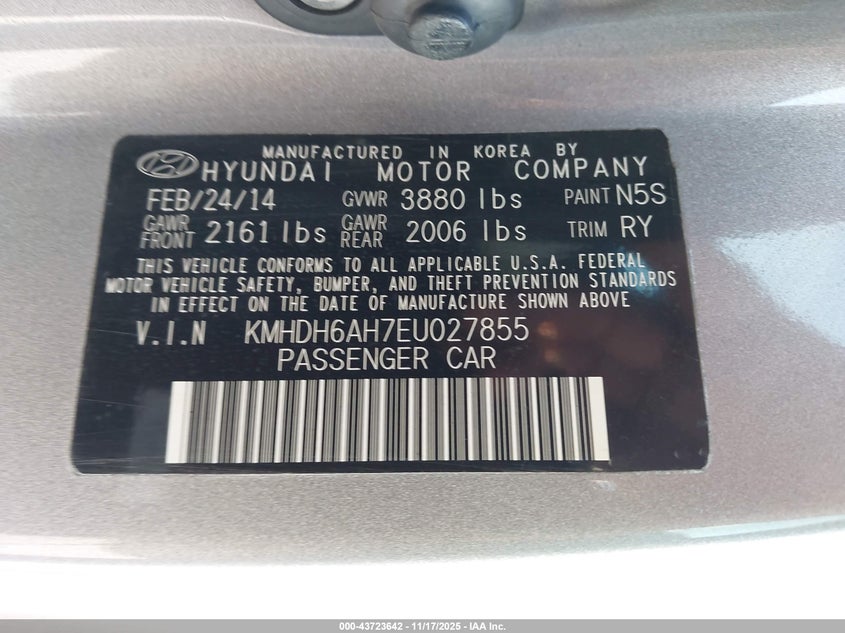 MANUFACTURED IN KOREA BY
HYUNDAI MOTOR COMPANY
FEB/24/14 GVWR 3880 lbs PAINT N5S
GAWR FRONT 2161 lbs GAWR REAR 2006 lbs TRIM RY
THIS VEHICLE CONFORMS TO ALL APPLICABLE U.S.A. FEDERAL
MOTOR VEHICLE SAFETY, BUMPER, AND THEFT PREVENTION STANDARDS
IN EFFECT ON THE DATE OF MANUFACTURE SHOWN ABOVE
V.I.N KMHDH6AH7EU027855
PASSENGER CAR
000-43723642 - 11/17/2025 - IAA Inc.